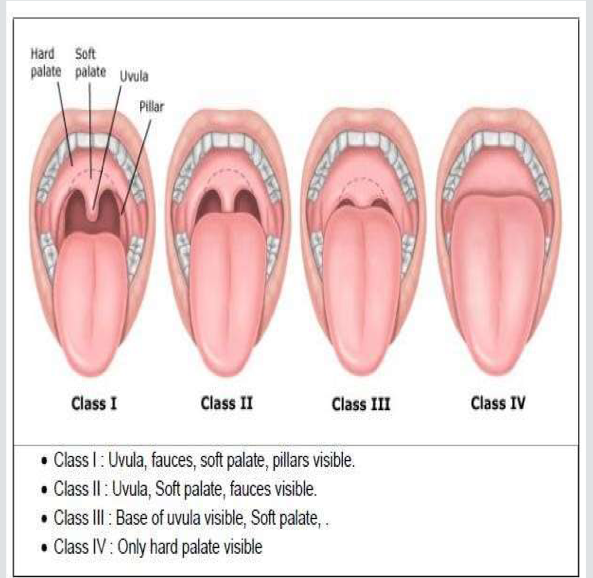 Hard palate
Soft palate
Uvula
Pillar
Class I
Class II
Class III
Class IV
• Class I : Uvula, fauces, soft palate, pillars visible.
• Class II : Uvula, Soft palate, fauces visible.
• Class III : Base of uvula visible, Soft palate, .
• Class IV : Only hard palate visible